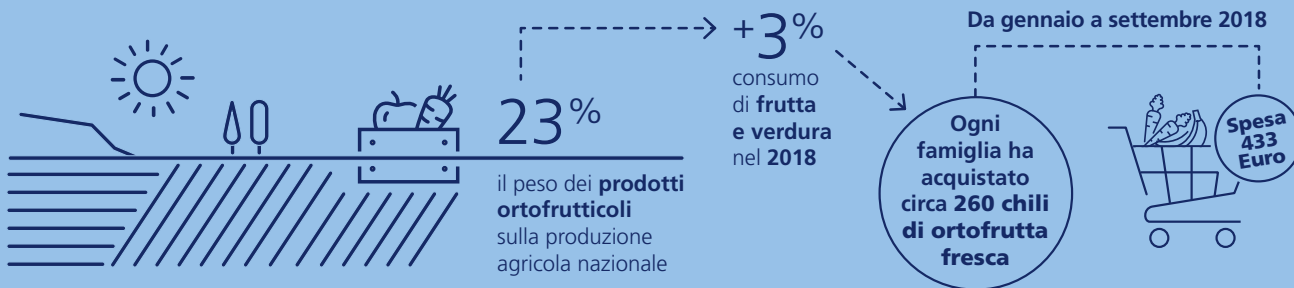 23%
il peso dei prodotti
ortofrutticoli
sulla produzione
agricola nazionale
+3%
consumo
di frutta
e verdura
nel 2018
Da gennaio a settembre 2018
Ogni
famiglia ha
acquistato
circa 260 chili
di ortofrutta
fresca
Spesa
433
Euro